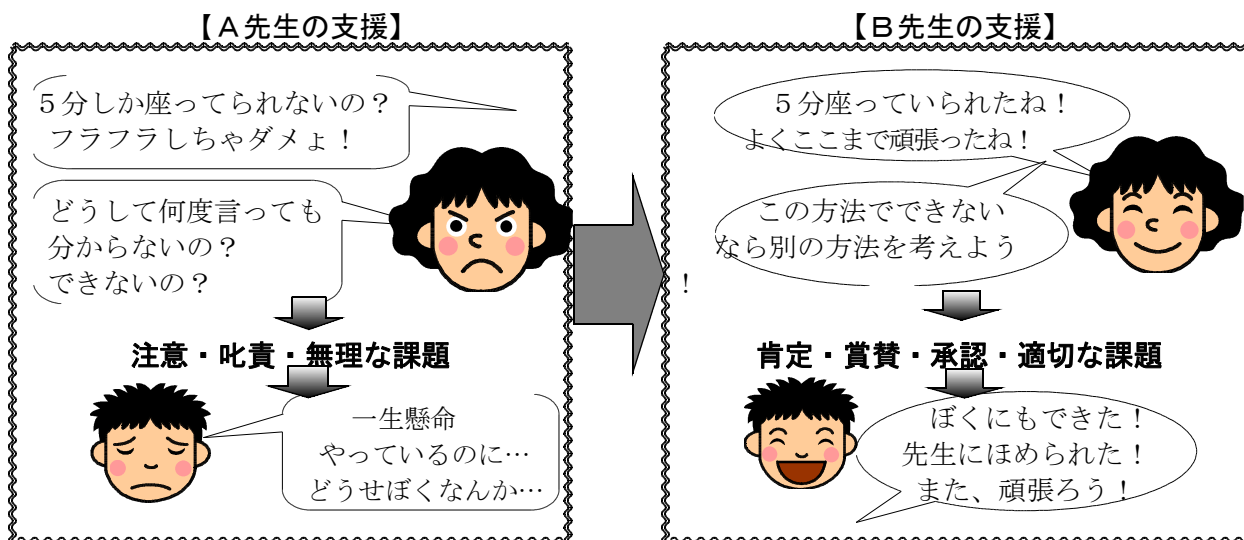 【A先生の支援】
５分しか座ってられないの？
フラフラしちゃダメょ！
どうして何度言っても
分からないの？
できないの？
注意・叱責・無理な課題
一生懸命
やっているのに…
どうせぼくなんか…
【B先生の支援】
５分座っていられたね！
よくここまで頑張ったね！
この方法でできない
なら別の方法を考えよう
！
肯定・賞賛・承認・適切な課題
ぼくにもできた！
先生にほめられた！
また、頑張ろう！